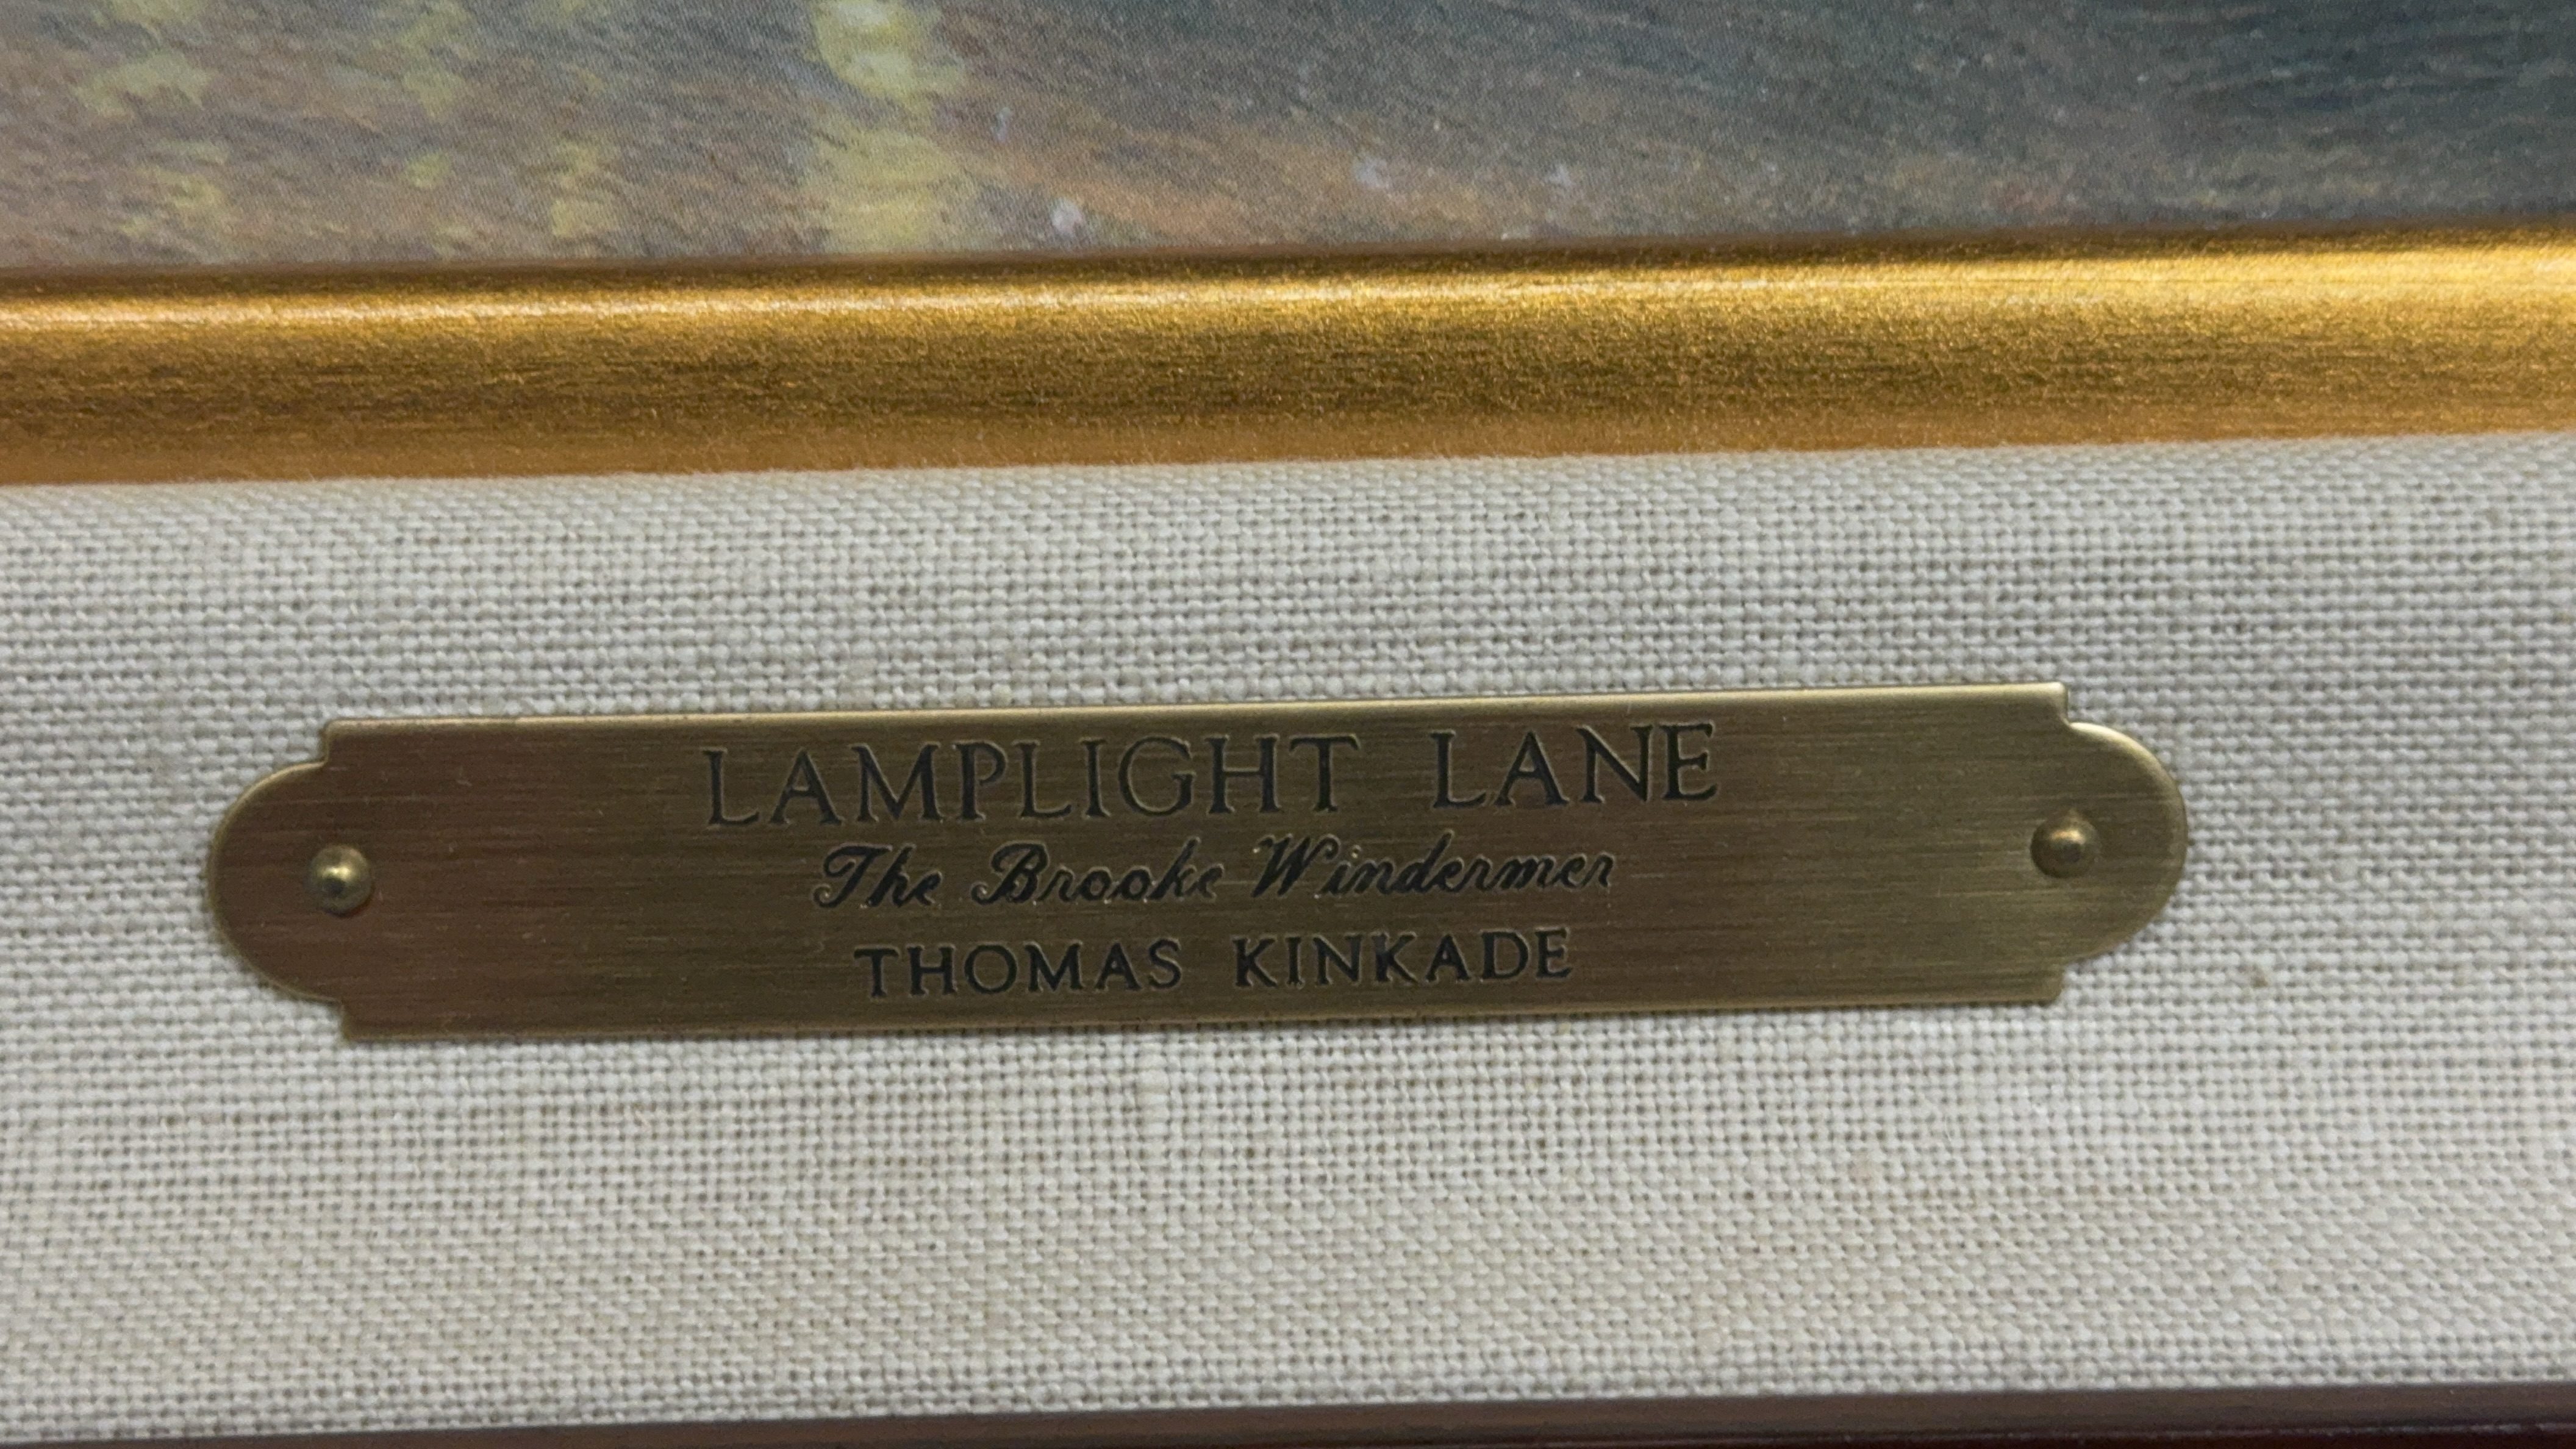 LAMPLIGHT LANE
The Brooke Windermer
THOMAS KINKADE